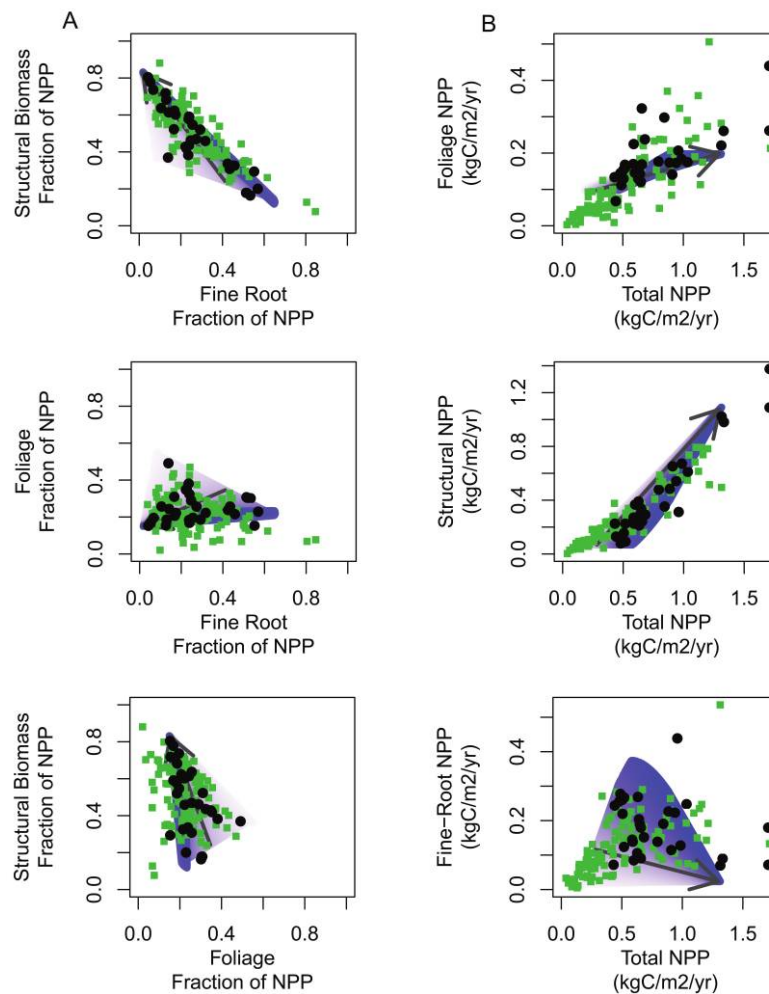 A
Structural Biomass
Fraction of NPP
0.0
0.4
0.8
0.0
0.4
0.8
Fine Root
Fraction of NPP
B
Foliage NPP
(kgC/m2/yr)
0.0
0.2
0.4
0.0
0.5
1.0
1.5
Total NPP
(kgC/m2/yr)
Foliage
Fraction of NPP
0.0
0.4
0.8
0.0
0.4
0.8
Fine Root
Fraction of NPP
Structural NPP
(kgC/m2/yr)
0.0
0.4
0.8
1.2
0.0
0.5
1.0
1.5
Total NPP
(kgC/m2/yr)
Structural Biomass
Fraction of NPP
0.0
0.4
0.8
0.0
0.4
0.8
Foliage
Fraction of NPP
Fine-Root NPP
(kgC/m2/yr)
0.0
0.2
0.4
0.0
0.5
1.0
1.5
Total NPP
(kgC/m2/yr)